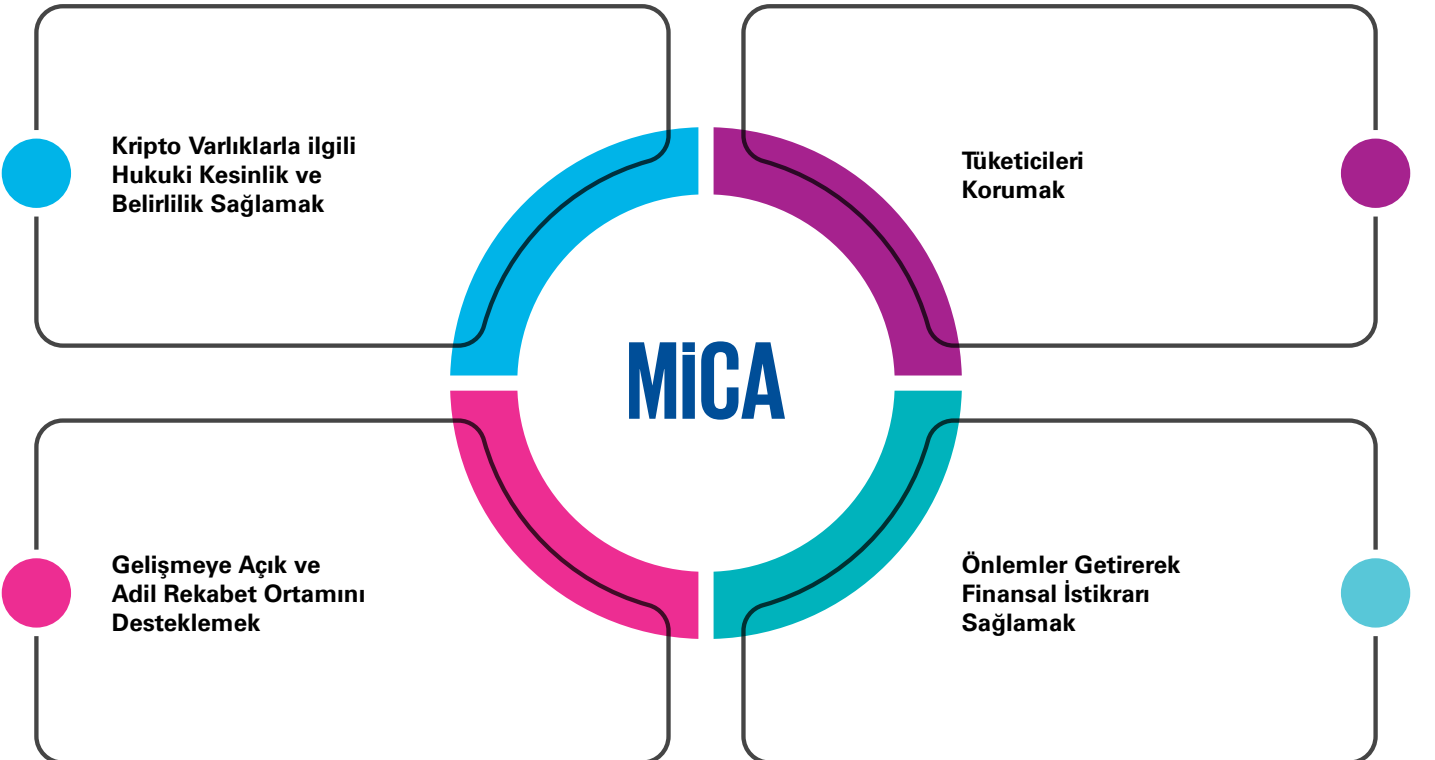 Kripto Varlıklarla ilgili
Hukuki Kesinlik ve
Belirlilik Sağlamak
Tüketicileri
Korumak
MiCA
Gelişmeye Açık ve
Adil Rekabet Ortamını
Desteklemek
Önlemler Getirerek
Finansal İstikrarı
Sağlamak